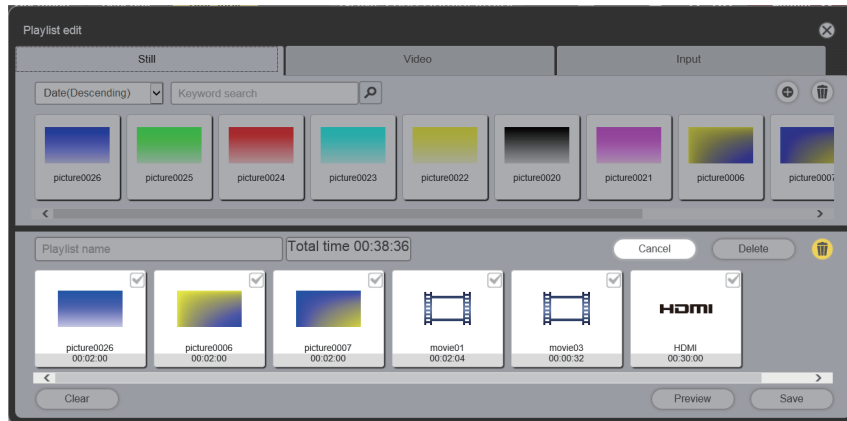 Playlist edit
Still
Video
Input
Date(Descending)
Keyword search
picture0026
picture0025
picture0024
picture0023
picture0022
picture0020
picture0021
picture0006
picture0007
Playlist name
Total time 00:38:36
Cancel
Delete
picture0026
00:02:00
picture0006
00:02:00
picture0007
00:02:00
movie01
00:02:04
movie03
00:00:32
HDMI
HDMI
00:30:00
Clear
Preview
Save